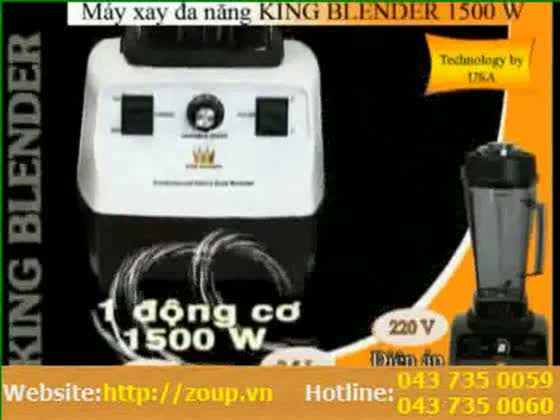 Máy xay đa năng KING BLENDER 1500 W
Technology by
USA
KING BLENDER
1 động cơ
1500 W
220 V
Điện áp
Website:http://zoup.vn
Hotline:
043 735 0059
043 735 0060